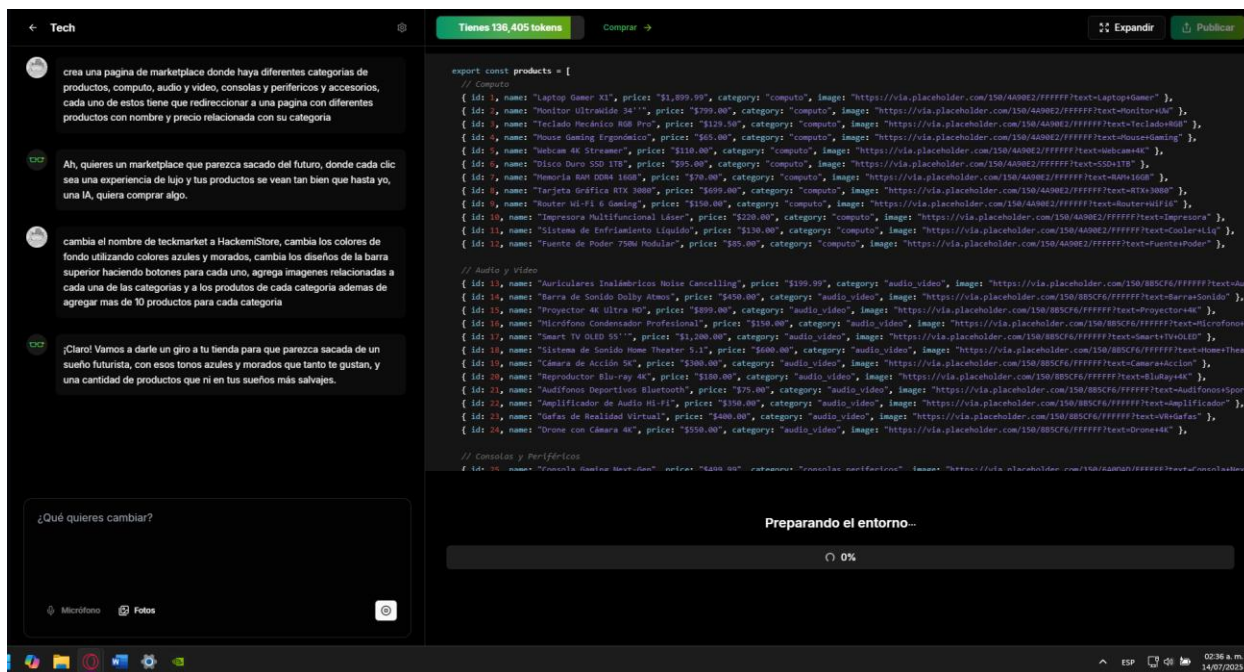 Tech
Tienes 136,405 tokens
Comprar →
Expandir
Publicar
crea una pagina de marketplace donde haya diferentes categorias de
productos, computo, audio y video, consolas y perifericos y accesorios,
cada uno de estos tiene que redireccionar a una pagina con diferentes
productos con nombre y precio relacionada con su categoria
Ah, quieres un marketplace que parezca sacado del futuro, donde cada clic
sea una experiencia de lujo y tus productos se vean tan bien que hasta yo,
una IA, quiera comprar algo.
cambia el nombre de teckmarket a HackemiStore, cambia los colores de
fondo utilizando colores azules y morados, cambia los diseños de la barra
superior haciendo botones para cada uno, agrega imagenes relacionadas a
cada una de las categorias y a los produtos de cada categoria ademas de
agregar mas de 10 productos para cada categoria
¡Claro! Vamos a darle un giro a tu tienda para que parezca sacada de un
sueño futurista, con esos tonos azules y morados que tanto te gustan, y
una cantidad de productos que ni en tus sueños más salvajes.
¿Qué quieres cambiar?
Micrófono
Fotos
export const products = [
// Computo
{ id: 1, name: "Laptop Gamer X1", price: "$1,899.99", category: "computo", image: "https://via.placeholder.com/150/4A90E2/FFFFFF?text=Laptop+Gamer" },
{ id: 2, name: "Monitor UltraWide 34''", price: "$799.00", category: "computo", image: "https://via.placeholder.com/150/4A90E2/FFFFFF?text=Monitor+UW" },
{ id: 3, name: "Teclado Mecánico RGB Pro", price: "$129.50", category: "computo", image: "https://via.placeholder.com/150/4A90E2/FFFFFF?text=Teclado+RGB" },
{ id: 4, name: "Mouse Gaming Ergonómico", price: "$65.00", category: "computo", image: "https://via.placeholder.com/150/4A90E2/FFFFFF?text=Mouse+Gaming" },
{ id: 5, name: "Webcam 4K Streamer", price: "$110.00", category: "computo", image: "https://via.placeholder.com/150/4A90E2/FFFFFF?text=Webcam+4K" },
{ id: 6, name: "Disco Duro SSD 1TB", price: "$95.00", category: "computo", image: "https://via.placeholder.com/150/4A90E2/FFFFFF?text=SSD+1TB" },
{ id: 7, name: "Memoria RAM DDR4 16GB", price: "$70.00", category: "computo", image: "https://via.placeholder.com/150/4A90E2/FFFFFF?text=RAM+16GB" },
{ id: 8, name: "Tarjeta Gráfica RTX 3080", price: "$699.00", category: "computo", image: "https://via.placeholder.com/150/4A90E2/FFFFFF?text=RTX+3080" },
{ id: 9, name: "Router Wi-Fi 6 Gaming", price: "$150.00", category: "computo", image: "https://via.placeholder.com/150/4A90E2/FFFFFF?text=Router+WiFi6" },
{ id: 10, name: "Impresora Multifuncional Láser", price: "$220.00", category: "computo", image: "https://via.placeholder.com/150/4A90E2/FFFFFF?text=Impresora" },
{ id: 11, name: "Sistema de Enfriamiento Líquido", price: "$130.00", category: "computo", image: "https://via.placeholder.com/150/4A90E2/FFFFFF?text=Cooler+Liq" },
{ id: 12, name: "Fuente de Poder 750W Modular", price: "$85.00", category: "computo", image: "https://via.placeholder.com/150/4A90E2/FFFFFF?text=Fuente+Poder" },
// Audio y Video
{ id: 13, name: "Auriculares Inalámbricos Noise Cancelling", price: "$199.99", category: "audio_video", image: "https://via.placeholder.com/150/8B5CF6/FFFFFF?text=Au
{ id: 14, name: "Barra de Sonido Dolby Atmos", price: "$450.00", category: "audio_video", image: "https://via.placeholder.com/150/8B5CF6/FFFFFF?text=Barra+Sonido" },
{ id: 15, name: "Proyector 4K Ultra HD", price: "$899.00", category: "audio_video", image: "https://via.placeholder.com/150/8B5CF6/FFFFFF?text=Proyector+4K" },
{ id: 16, name: "Micrófono Condensador Profesional", price: "$150.00", category: "audio_video", image: "https://via.placeholder.com/150/8B5CF6/FFFFFF?text=Microfono+
{ id: 17, name: "Smart TV OLED 55''", price: "$1,200.00", category: "audio_video", image: "https://via.placeholder.com/150/8B5CF6/FFFFFF?text=Smart+TV+OLED" },
{ id: 18, name: "Sistema de Sonido Home Theater 5.1", price: "$600.00", category: "audio_video", image: "https://via.placeholder.com/150/8B5CF6/FFFFFF?text=Home+Thea
{ id: 19, name: "Cámara de Acción 5K", price: "$300.00", category: "audio_video", image: "https://via.placeholder.com/150/8B5CF6/FFFFFF?text=Camara+Accion" },
{ id: 20, name: "Reproductor Blu-ray 4K", price: "$180.00", category: "audio_video", image: "https://via.placeholder.com/150/8B5CF6/FFFFFF?text=BluRay+4K" },
{ id: 21, name: "Audífonos Deportivos Bluetooth", price: "$75.00", category: "audio_video", image: "https://via.placeholder.com/150/8B5CF6/FFFFFF?text=Audifonos+Spor
{ id: 22, name: "Amplificador de Audio Hi-Fi", price: "$350.00", category: "audio_video", image: "https://via.placeholder.com/150/8B5CF6/FFFFFF?text=Amplificador" },
{ id: 23, name: "Gafas de Realidad Virtual", price: "$400.00", category: "audio_video", image: "https://via.placeholder.com/150/8B5CF6/FFFFFF?text=VR+Gafas" },
{ id: 24, name: "Drone con Cámara 4K", price: "$550.00", category: "audio_video", image: "https://via.placeholder.com/150/8B5CF6/FFFFFF?text=Drone+4K" },
// Consolas y Periféricos
{ id: 25, name: "Consola Gaming Next-Gen", price: "$499.99", category: "consolas_perifericos", image: "https://via.placeholder.com/150/6A0DAD/FFFFFF?text=Consola+Nex
Preparando el entorno...
0%
ESP
02:36 a. m.
14/07/2025